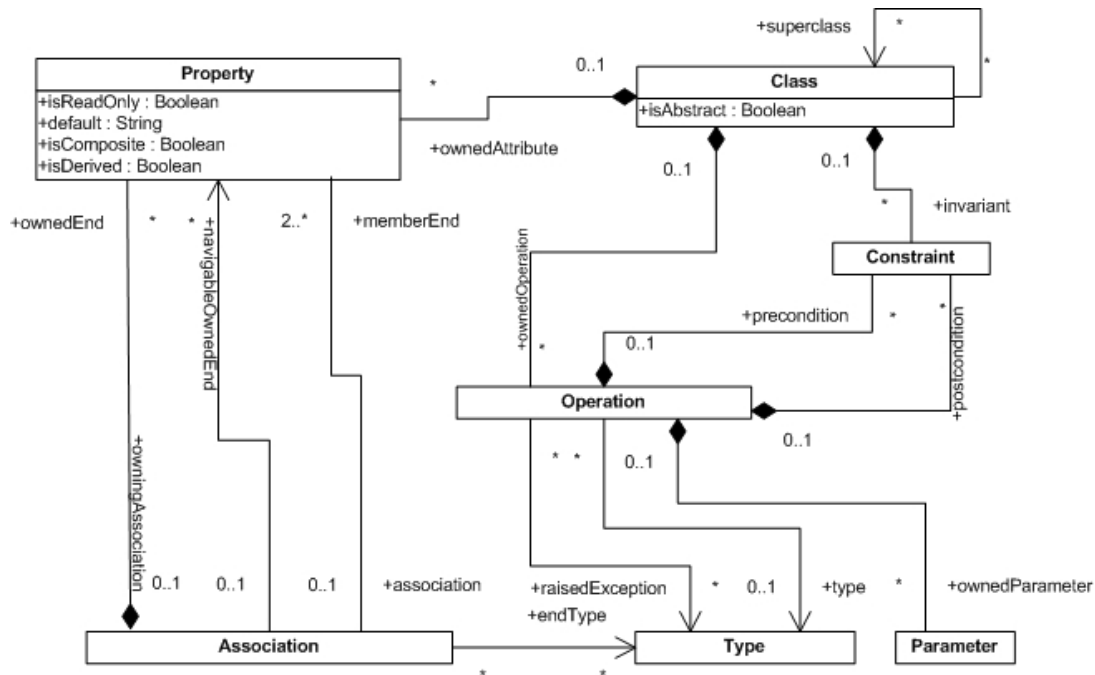 +superclass
*
*
Property
+isReadOnly : Boolean
+default : String
+isComposite : Boolean
+isDerived : Boolean
*
0..1
+ownedAttribute
Class
+isAbstract : Boolean
0..1
0..1
+ownedEnd
*
*
+navigableOwnedEnd
2..*
+memberEnd
+ownedOperation
*
*
+invariant
Constraint
+precondition
*
*
+postcondition
0..1
Operation
0..1
+owningAssociation
*
*
0..1
0..1
0..1
0..1
+association
+raisedException
*
0..1
+type
*
+ownedParameter
+endType
Association
*
*
Type
Parameter